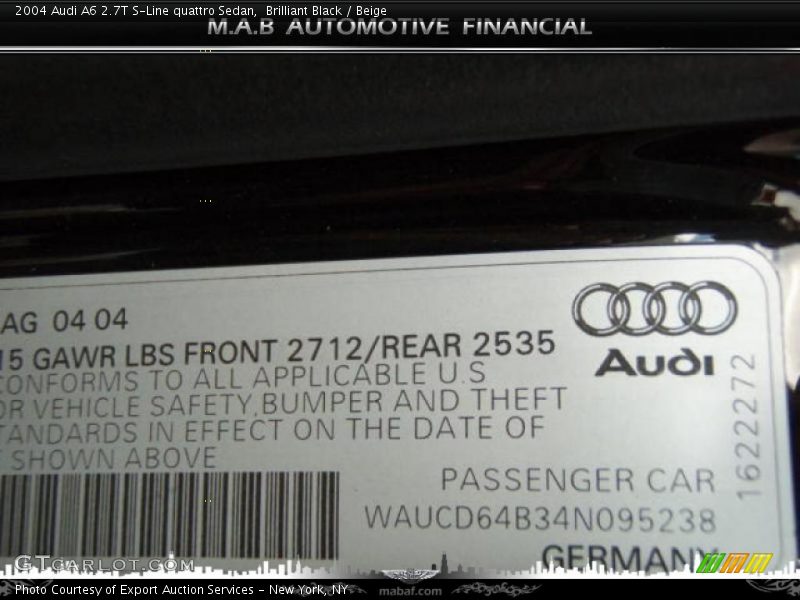 2004 Audi A6 2.7T S-Line quattro Sedan, Brilliant Black / Beige
M.A.B AUTOMOTIVE FINANCIAL
AG 04 04
15 GAWR LBS FRONT 2712/REAR 2535
CONFORMS TO ALL APPLICABLE U.S
OR VEHICLE SAFETY,BUMPER AND THEFT
TANDARDS IN EFFECT ON THE DATE OF
SHOWN ABOVE
Audi
1622272
PASSENGER CAR
WAUCD64B34N095238
GERMANY
GTcarlot.com
Photo Courtesy of Export Auction Services - New York, NY
mabaf.com